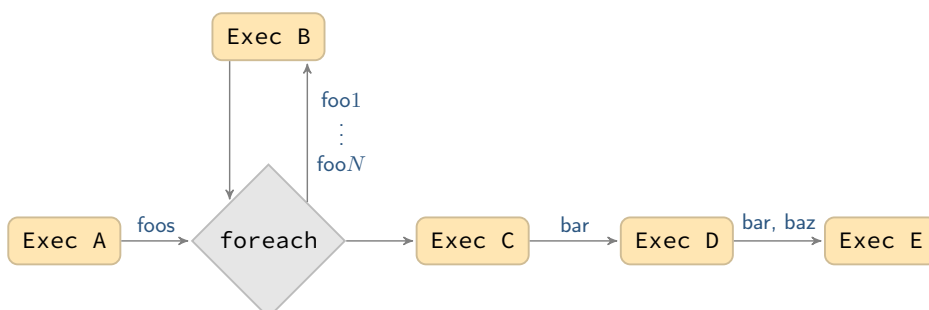 Exec B
foo1
⋮
fooN
Exec A
foos
foreach
Exec C
bar
Exec D
bar, baz
Exec E